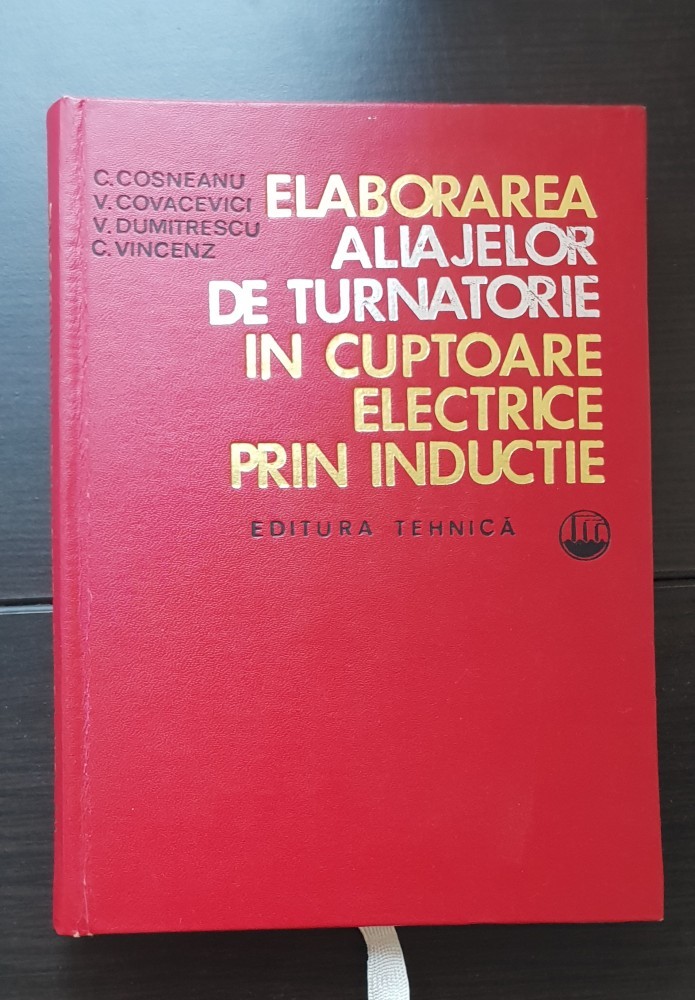 C. COSNEANU
V. COVACEVICI
V. DUMITRESCU
C. VINCENZ
ELABORAREA
ALIAJELOR
DE TURNATORIE
IN CUPTOARE
ELECTRICE
PRIN INDUCTIE
EDITURA TEHNICĂ